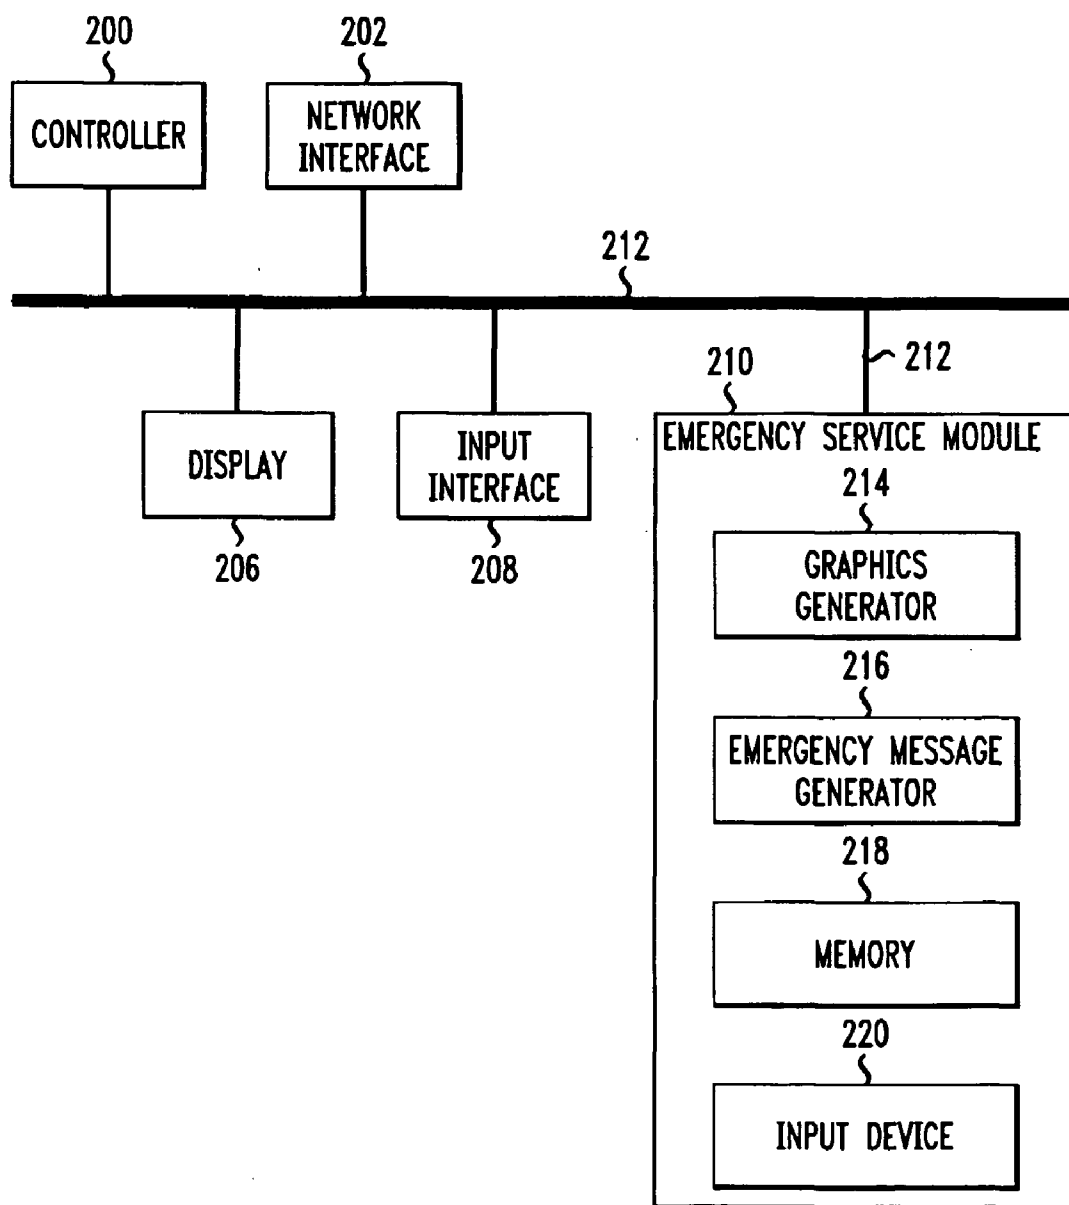 200
202
CONTROLLER
NETWORK
INTERFACE
212
212
210
EMERGENCY SERVICE MODULE
DISPLAY
206
INPUT
INTERFACE
208
214
GRAPHICS
GENERATOR
216
EMERGENCY MESSAGE
GENERATOR
218
MEMORY
220
INPUT DEVICE